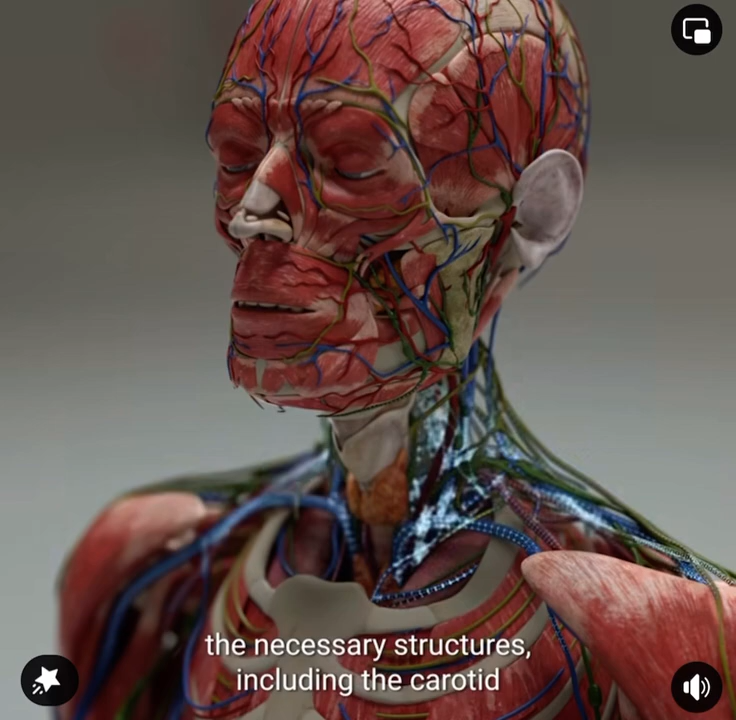 the necessary structures,
including the carotid